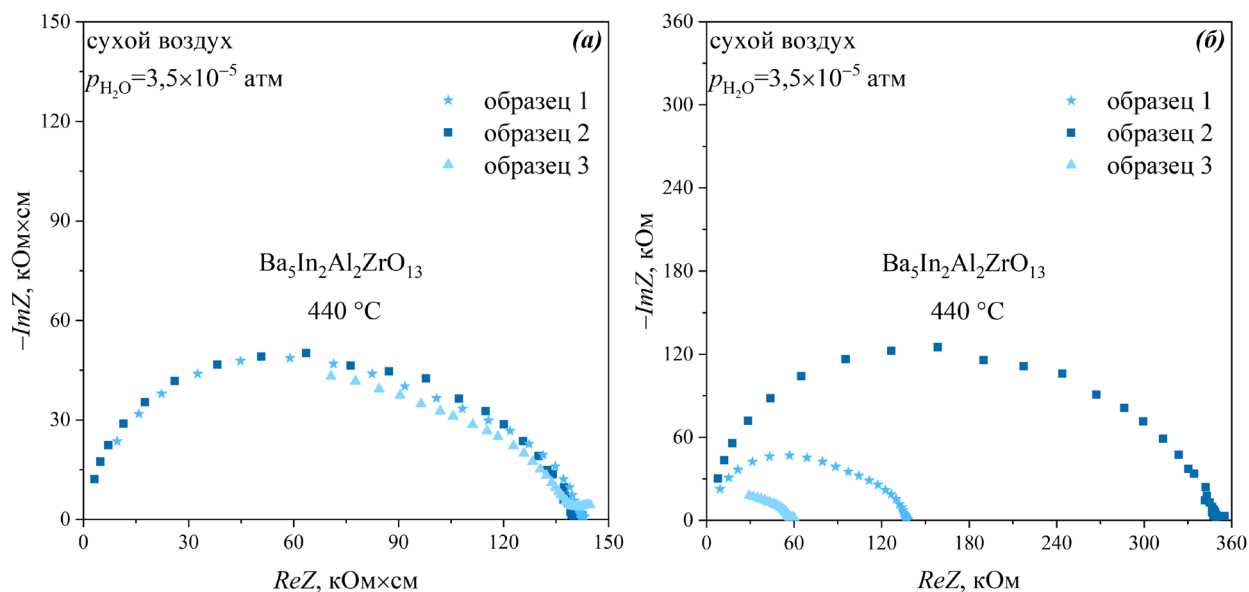 сухой воздух
(а)
pH₂O=3,5×10⁻⁵ атм
образец 1
образец 2
образец 3
Ba₅In₂Al₂ZrO₁₃
440 °C
150
120
90
60
30
0
–ImZ, кОм×см
0
30
60
90
120
150
ReZ, кОм×см
сухой воздух
(б)
pH₂O=3,5×10⁻⁵ атм
образец 1
образец 2
образец 3
Ba₅In₂Al₂ZrO₁₃
440 °C
360
300
240
180
120
60
0
–ImZ, кОм
0
60
120
180
240
300
360
ReZ, кОм